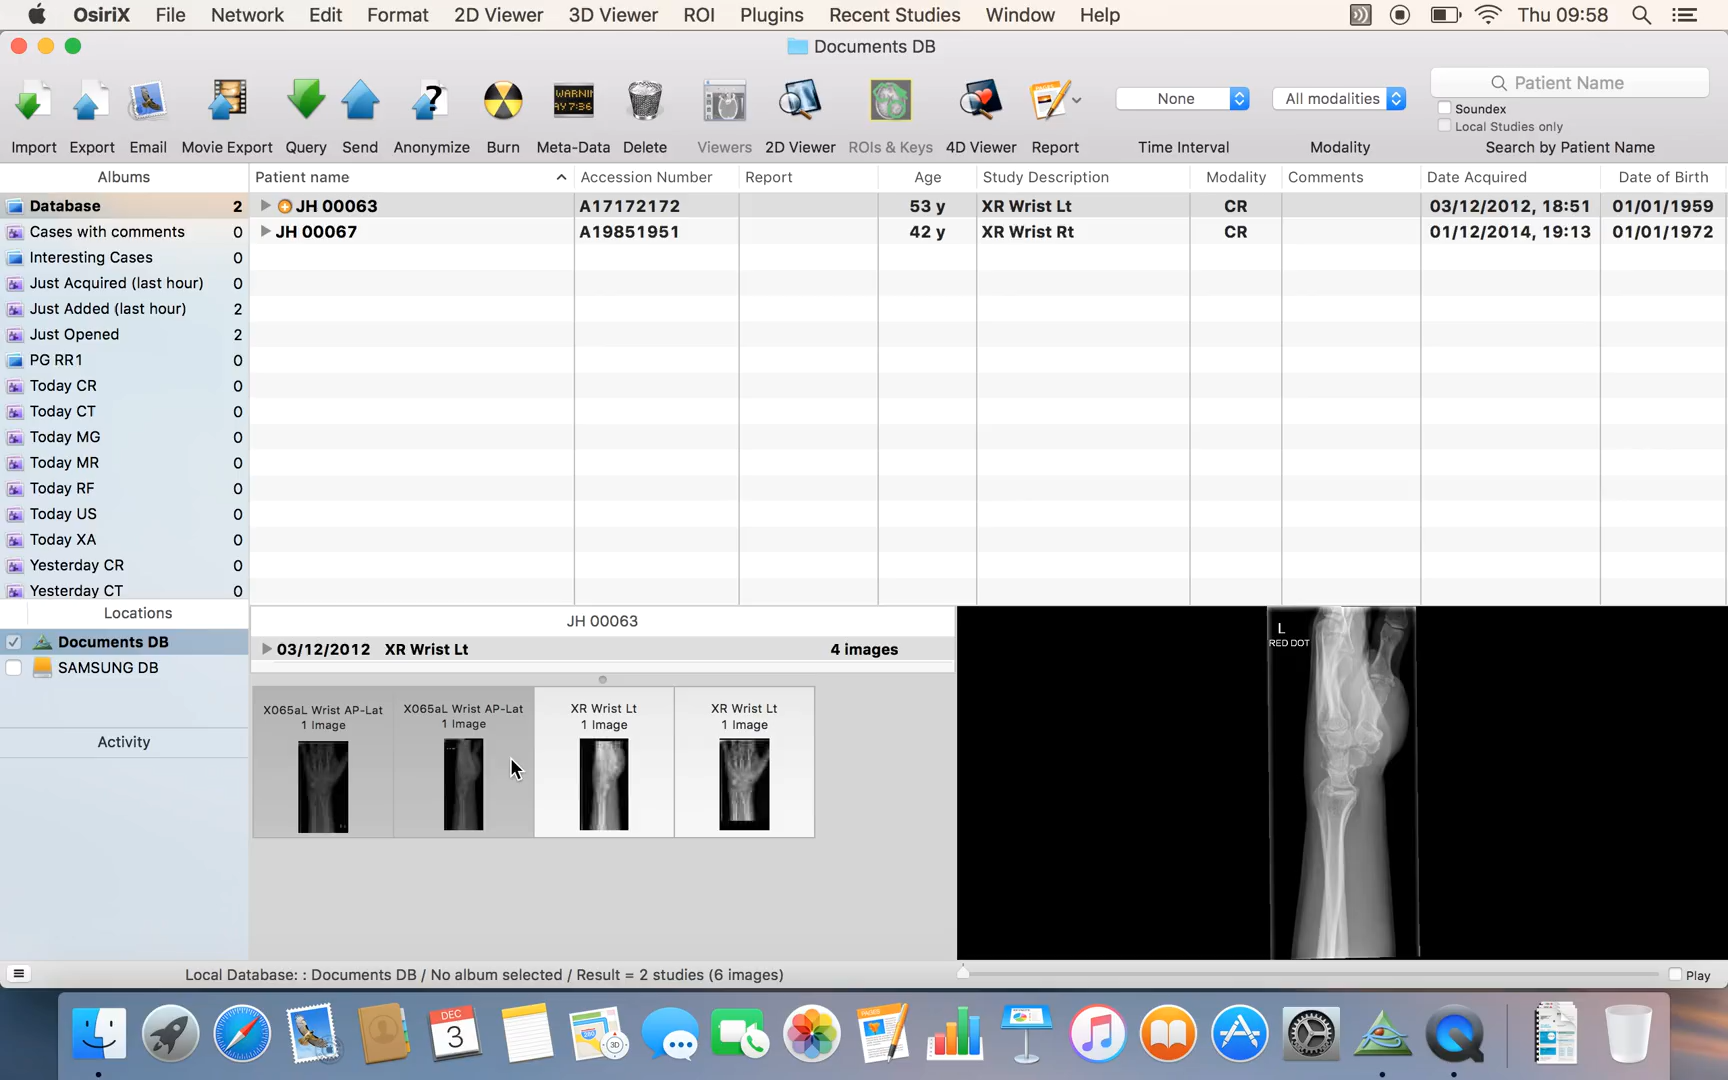 OsiriX File Network Edit Format 2D Viewer 3D Viewer ROI Plugins Recent Studies Window Help Thu 09:58
Documents DB
WARNIN
AY 7:36
None All modalities Patient Name
Soundex
Local Studies only
Import Email Movie Export Query Send Anonymize Burn Meta-Data Delete Viewers 2D Viewer ROIs & Keys 4D Viewer Report Time Interval Modality Search by Patient Name
Export
Albums Patient name Accession Number Report Age Study Description Modality Comments Date Acquired Date of Birth
Database 2 JH 00063 A17172172 53 y XR Wrist Lt CR 03/12/2012, 18:51 01/01/1959
Cases with comments 0 JH 00067 A19851951 42 y XR Wrist Rt CR 01/12/2014, 19:13 01/01/1972
Interesting Cases 0
Just Acquired (last hour) 0
Just Added (last hour) 2
Just Opened 2
PG RR1 0
Today CR 0
Today CT 0
Today MG 0
Today MR 0
Today RF 0
Today US 0
Today XA 0
Yesterday CR 0
Yesterday CT 0
Locations JH 00063
L
RED DOT
Documents DB 03/12/2012 XR Wrist Lt 4 images
SAMSUNG DB
X065aL Wrist AP-Lat X065aL Wrist AP-Lat XR Wrist Lt XR Wrist Lt
1 Image 1 Image 1 Image 1 Image
Activity
Local Database: : Documents DB / No album selected / Result = 2 studies (6 images) Play
DEC
3
280
3D
PAGES